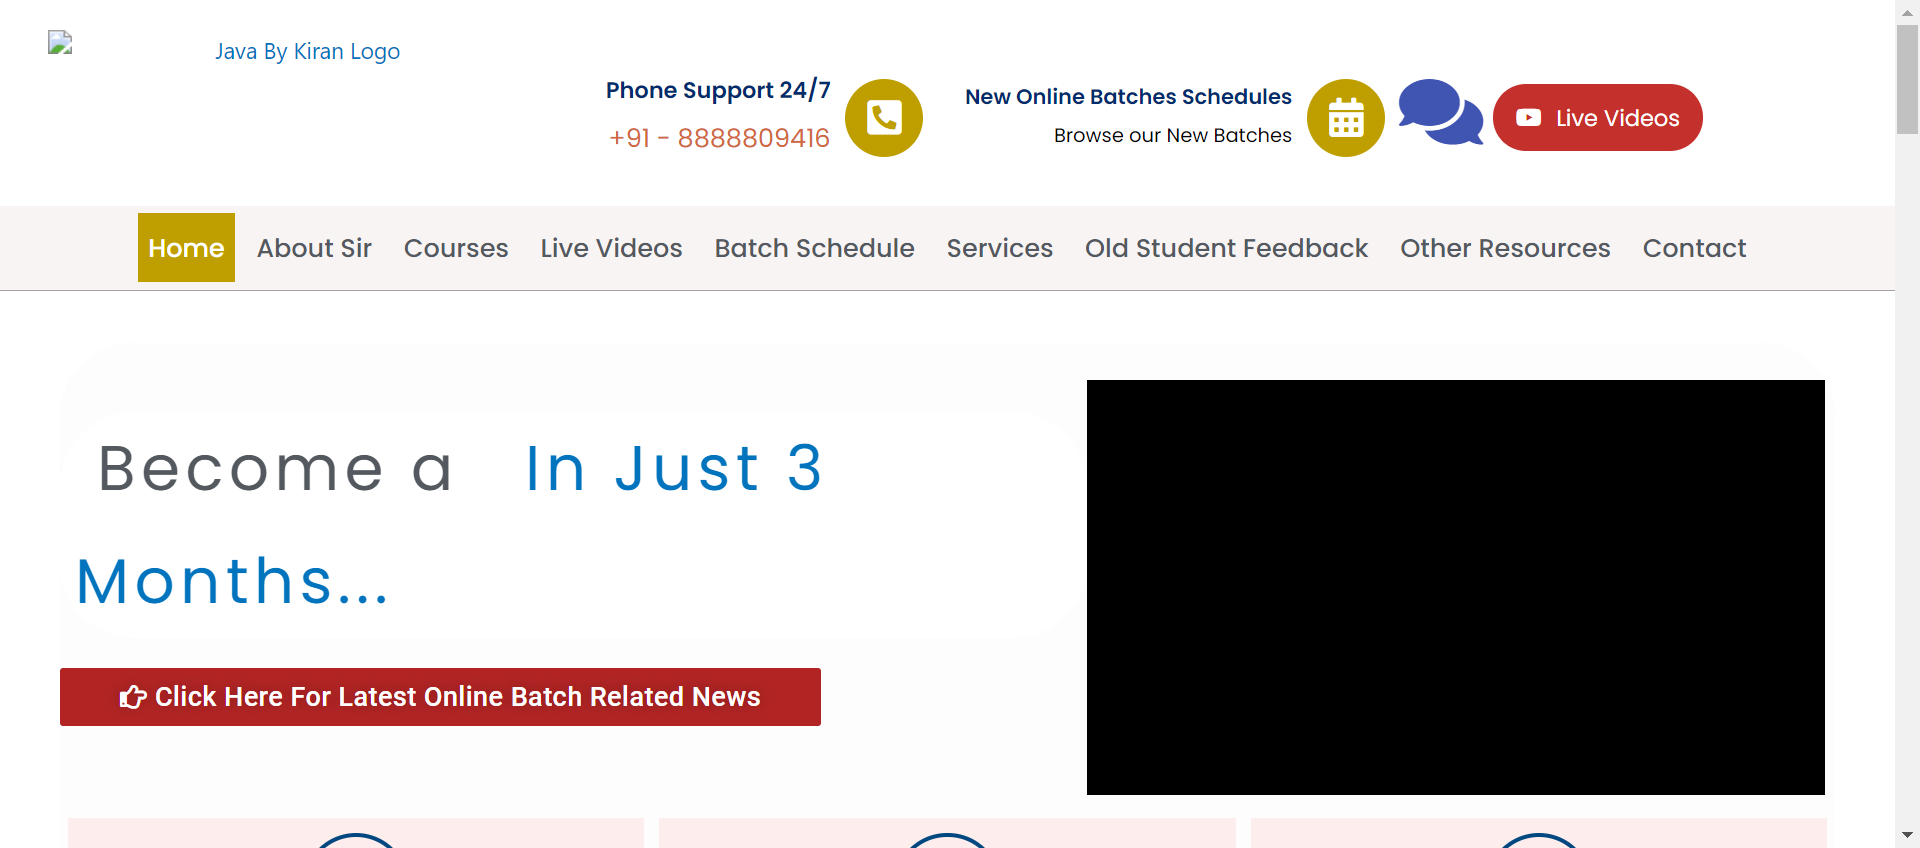 Java By Kiran Logo
Phone Support 24/7
+91 - 8888809416
New Online Batches Schedules
Browse our New Batches
Live Videos
Home About Sir Courses Live Videos Batch Schedule Services Old Student Feedback Other Resources Contact
Become a In Just 3
Months...
Click Here For Latest Online Batch Related News